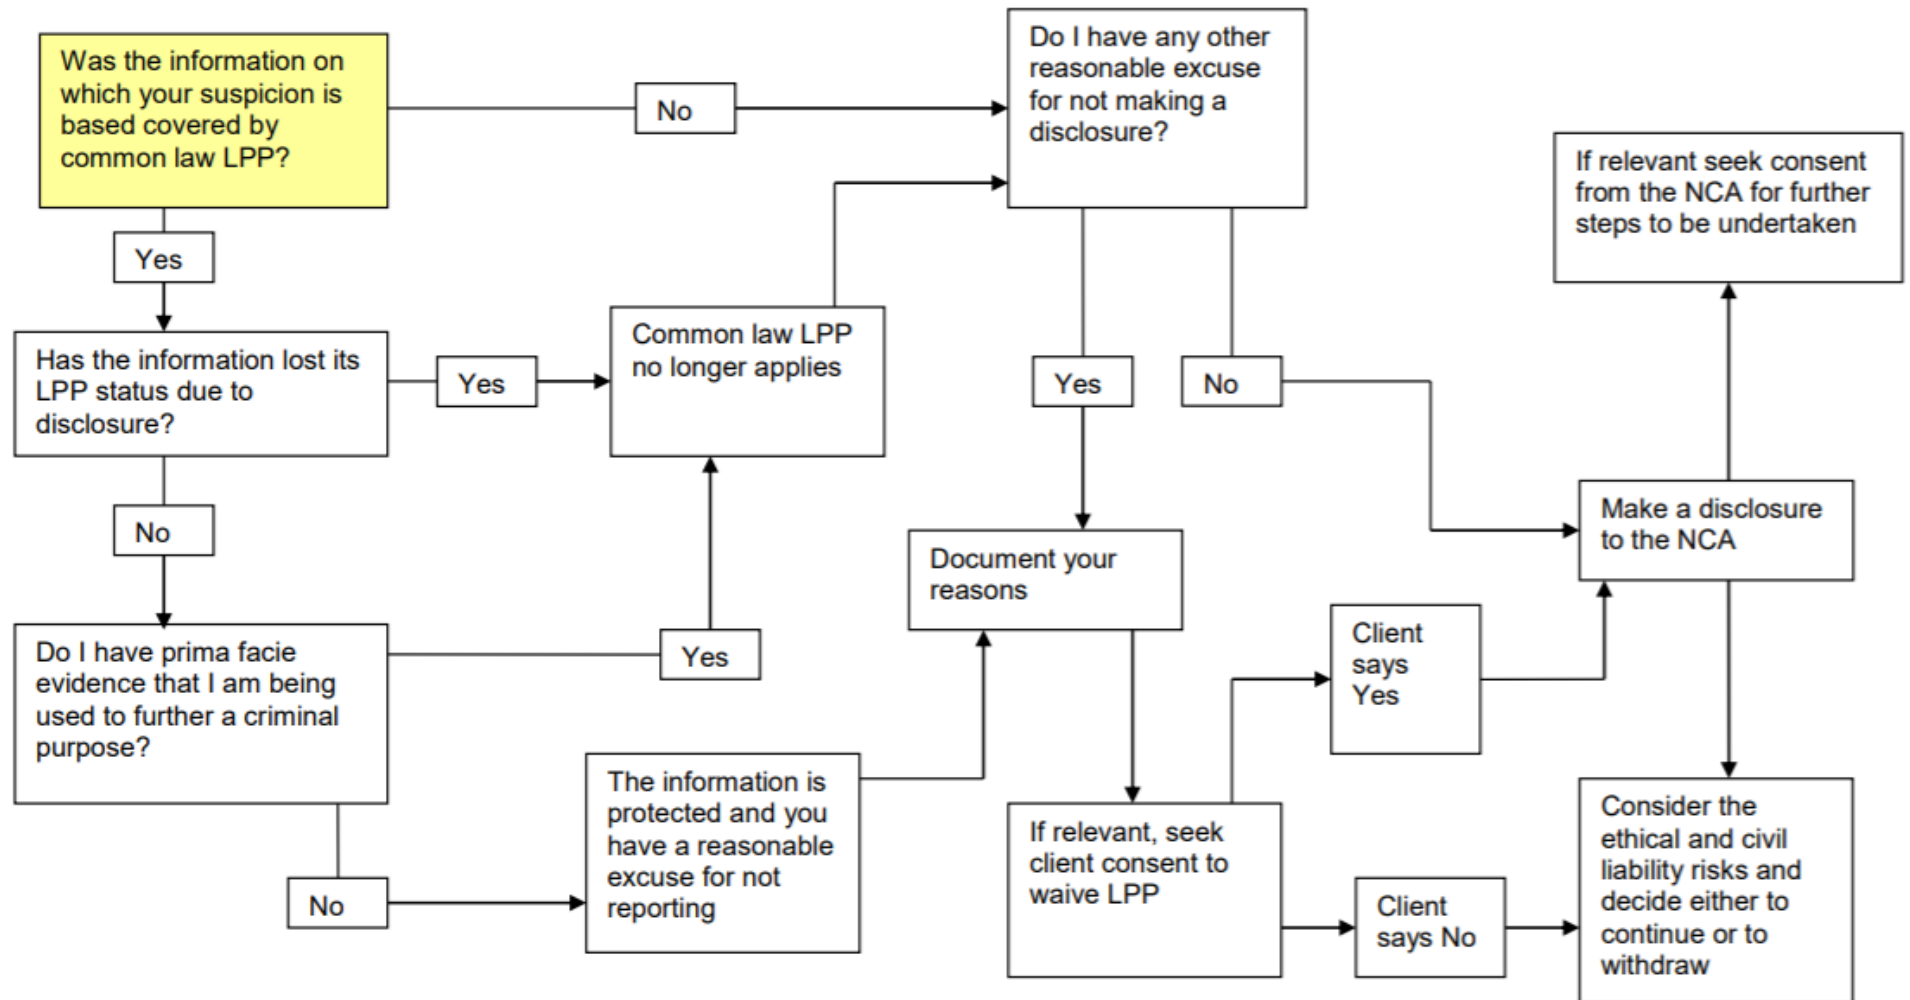 Was the information on
which your suspicion is
based covered by
common law LPP?
No
Do I have any other
reasonable excuse
for not making a
disclosure?
If relevant seek consent
from the NCA for further
steps to be undertaken
Yes
Has the information lost its
LPP status due to
disclosure?
Yes
Common law LPP
no longer applies
Yes
No
Make a disclosure
to the NCA
No
Document your
reasons
Do I have prima facie
evidence that I am being
used to further a criminal
purpose?
Yes
Client
says
Yes
The information is
protected and you
have a reasonable
excuse for not
reporting
If relevant, seek
client consent to
waive LPP
Consider the
ethical and civil
liability risks and
decide either to
continue or to
withdraw
No
Client
says No